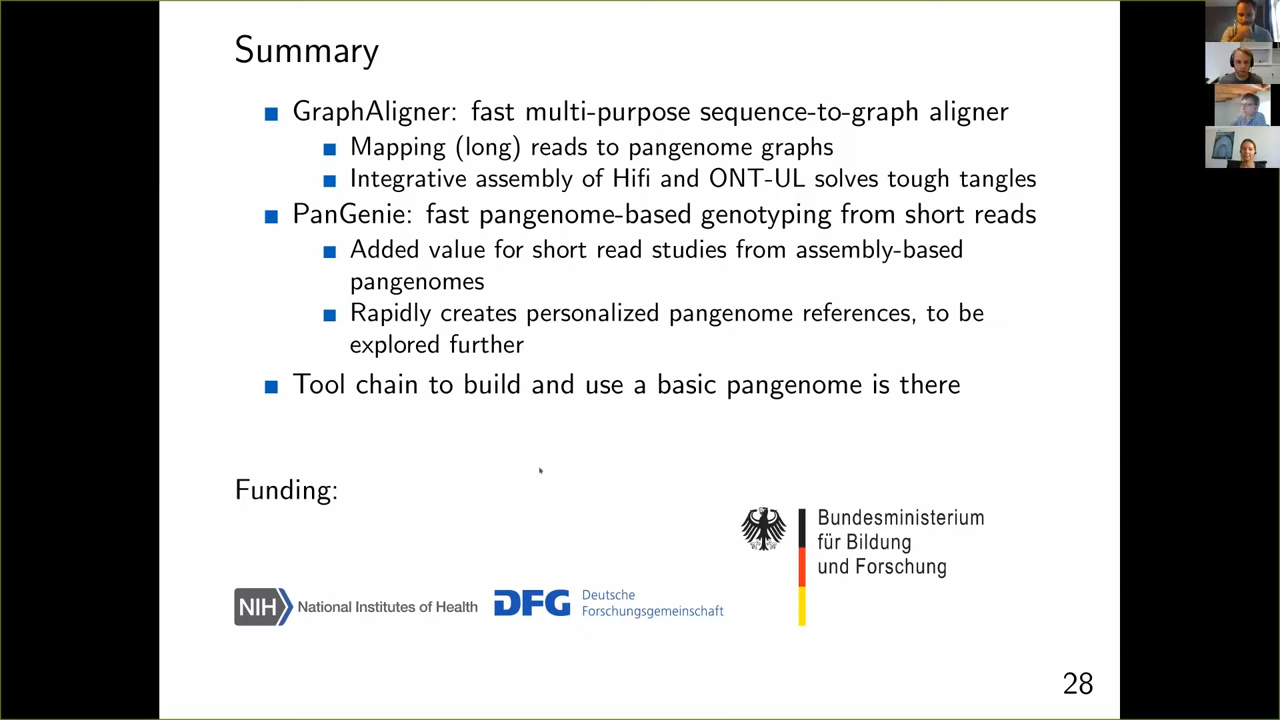 Summary
GraphAligner: fast multi-purpose sequence-to-graph aligner
Mapping (long) reads to pangenome graphs
Integrative assembly of Hifi and ONT-UL solves tough tangles
PanGenie: fast pangenome-based genotyping from short reads
Added value for short read studies from assembly-based
pangenomes
Rapidly creates personalized pangenome references, to be
explored further
Tool chain to build and use a basic pangenome is there
Funding:
Bundesministerium
für Bildung
und Forschung
NIH National Institutes of Health
DFG Deutsche
Forschungsgemeinschaft
28